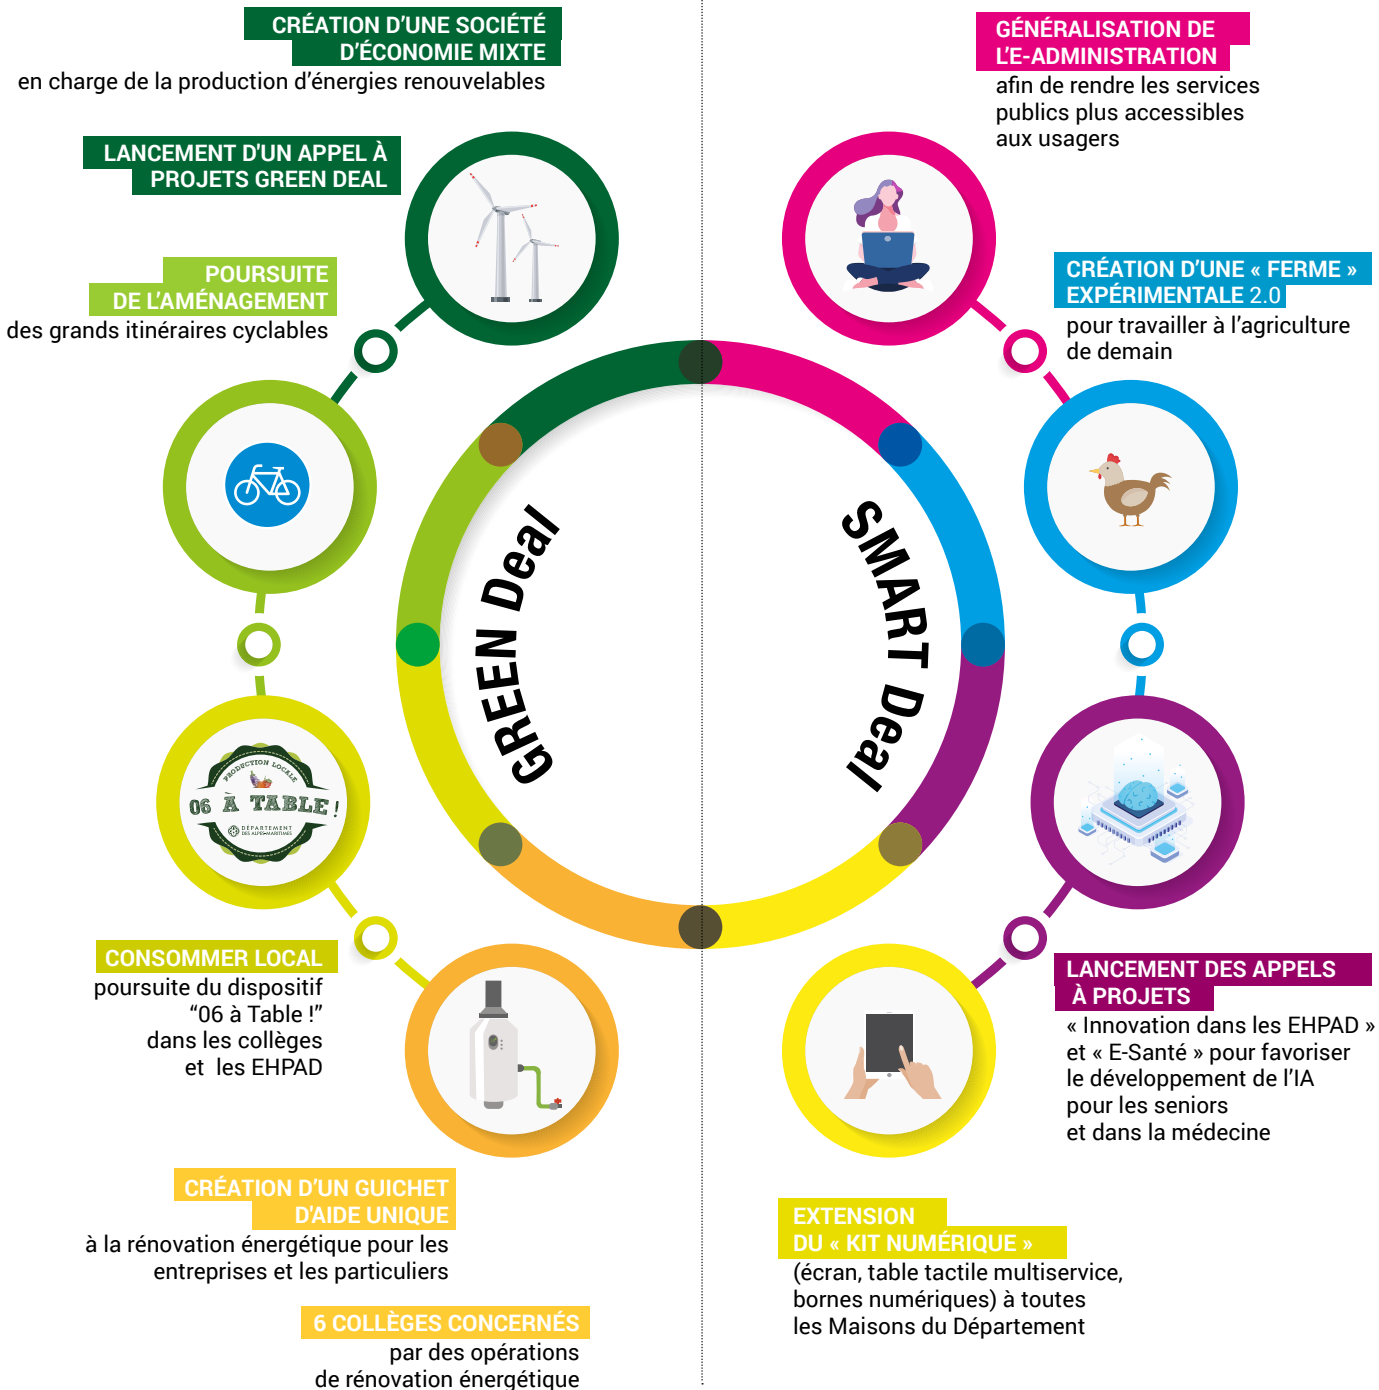 CRÉATION D'UNE SOCIÉTÉ
D'ÉCONOMIE MIXTE
en charge de la production d'énergies renouvelables
LANCEMENT D'UN APPEL À
PROJETS GREEN DEAL
POURSUITE
DE L'AMÉNAGEMENT
des grands itinéraires cyclables
GREEN Deal
PRODUCTION LOCALE
06 À TABLE !
DÉPARTEMENT
DES ALPES-MARITIMES
CONSOMMER LOCAL
poursuite du dispositif
“06 à Table !”
dans les collèges
et les EHPAD
CRÉATION D'UN GUICHET
D'AIDE UNIQUE
à la rénovation énergétique pour les
entreprises et les particuliers
6 COLLÈGES CONCERNÉS
par des opérations
de rénovation énergétique
GÉNÉRALISATION DE
L'E-ADMINISTRATION
afin de rendre les services
publics plus accessibles
aux usagers
CRÉATION D'UNE « FERME »
EXPÉRIMENTALE 2.0
pour travailler à l'agriculture
de demain
SMART Deal
LANCEMENT DES APPELS
À PROJETS
« Innovation dans les EHPAD »
et « E-Santé » pour favoriser
le développement de l'IA
pour les seniors
et dans la médecine
EXTENSION
DU « KIT NUMÉRIQUE »
(écran, table tactile multiservice,
bornes numériques) à toutes
les Maisons du Département